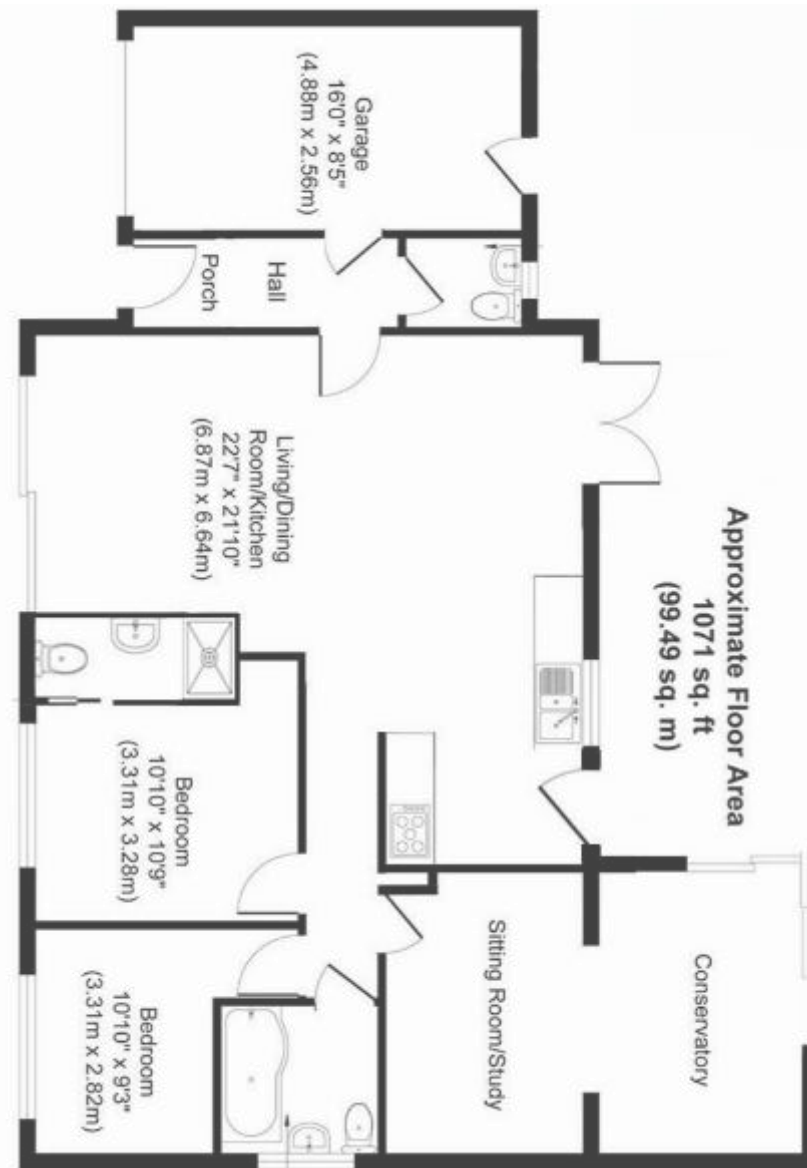 Approximate Floor Area
1071 sq. ft
(99.49 sq. m)
Garage
16'0" x 8'5"
(4.88m x 2.56m)
Hall
Porch
Living/Dining
Room/Kitchen
22'7" x 21'10"
(6.87m x 6.64m)
Conservatory
Sitting Room/Study
Bedroom
10'10" x 10'9"
(3.31m x 3.28m)
Bedroom
10'10" x 9'3"
(3.31m x 2.82m)